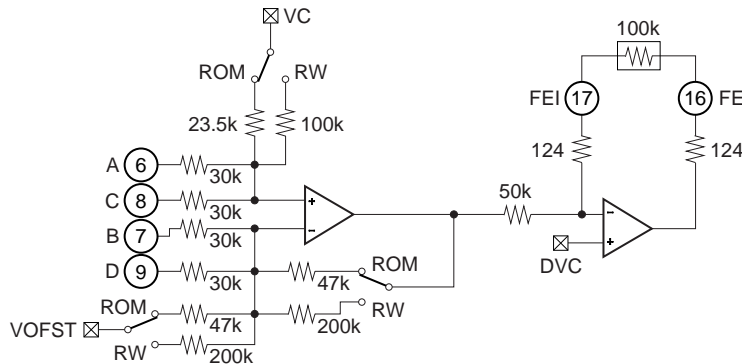 VC
100k
ROM
RW
FEI
17
16
FE
23.5k
100k
124
124
A
6
30k
C
8
30k
+
50k
B
7
30k
-
-
+
DVC
D
9
30k
47k
ROM
ROM
RW
VOFST
47k
200k
RW
200k